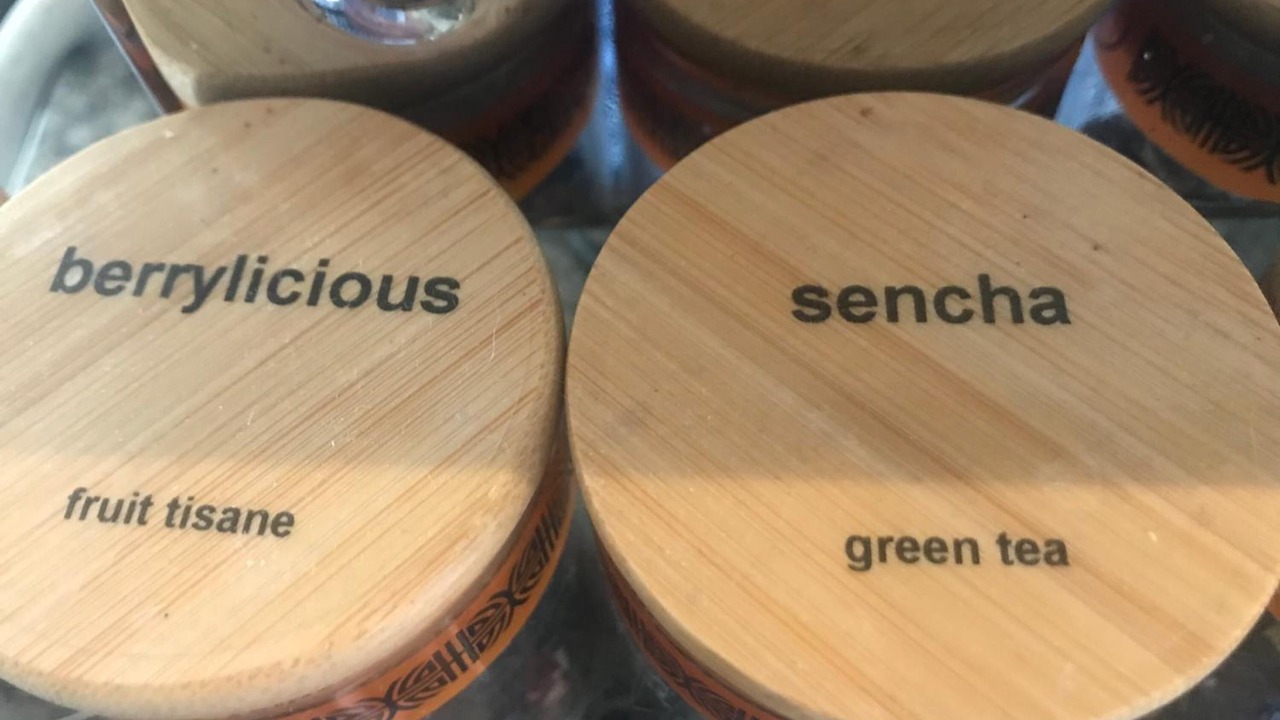 berrylicious
fruit tisane
sencha
green tea